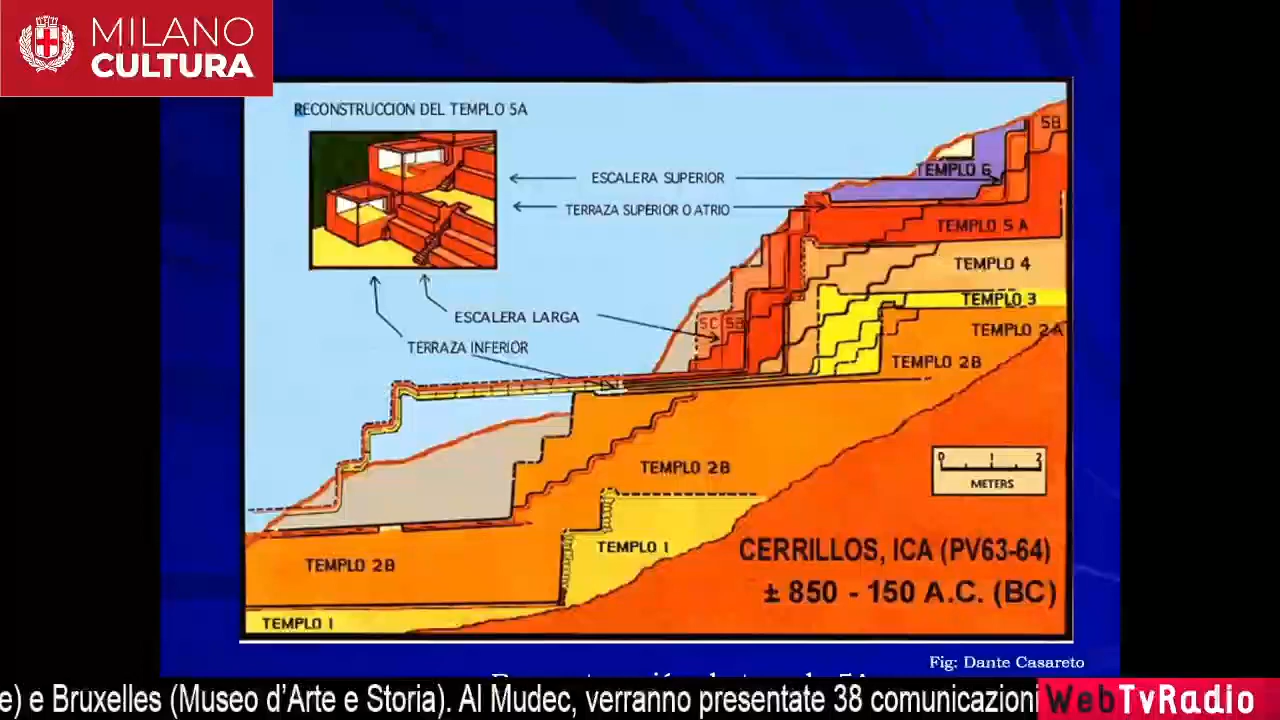 MILANO
CULTURA
RECONSTRUCCION DEL TEMPLO 5A
5B
TEMPLO 6
ESCALERA SUPERIOR
TERRAZA SUPERIOR O ATRIO
TEMPLO 5 A
TEMPLO 4
TEMPLO 3
ESCALERA LARGA
5C 5B
TEMPLO 2A
TERRAZA INFERIOR
TEMPLO 2B
TEMPLO 2B
0 1 2
METERS
TEMPLO 1
CERRILLOS, ICA (PV63-64)
TEMPLO 2B
± 850 - 150 A.C. (BC)
TEMPLO 1
Fig: Dante Casareto
e) e Bruxelles (Museo d'Arte e Storia). Al Mudec, verranno presentate 38 comunicazioni
WebTvRadio